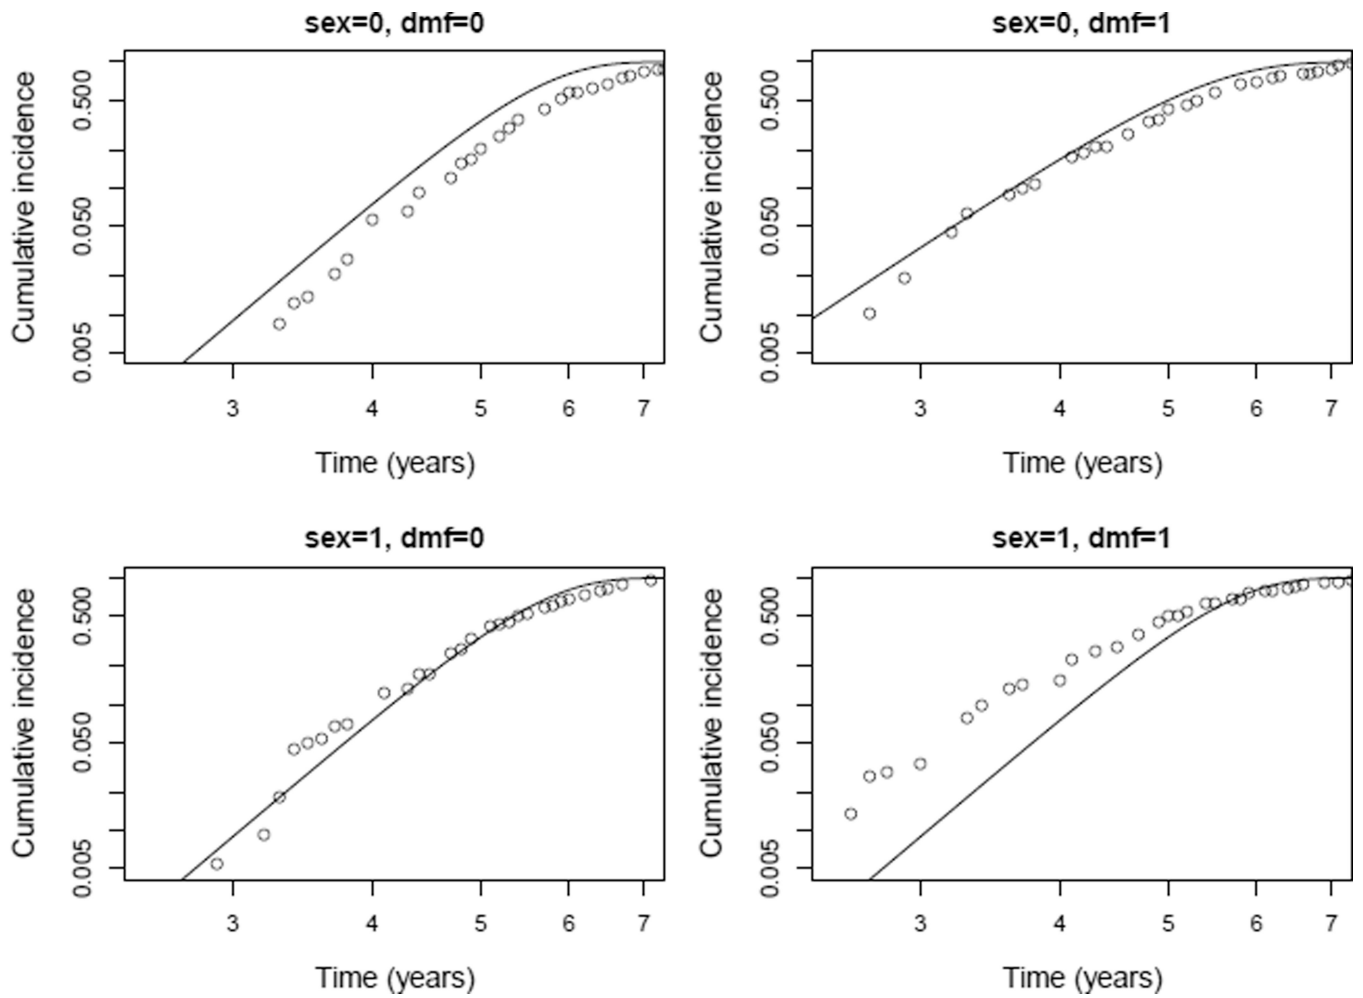 sex=0, dmf=0
Cumulative incidence
0.500
0.050
0.005
3 4 5 6 7
Time (years)
sex=0, dmf=1
Cumulative incidence
0.500
0.050
0.005
3 4 5 6 7
Time (years)
sex=1, dmf=0
Cumulative incidence
0.500
0.050
0.005
3 4 5 6 7
Time (years)
sex=1, dmf=1
Cumulative incidence
0.500
0.050
0.005
3 4 5 6 7
Time (years)